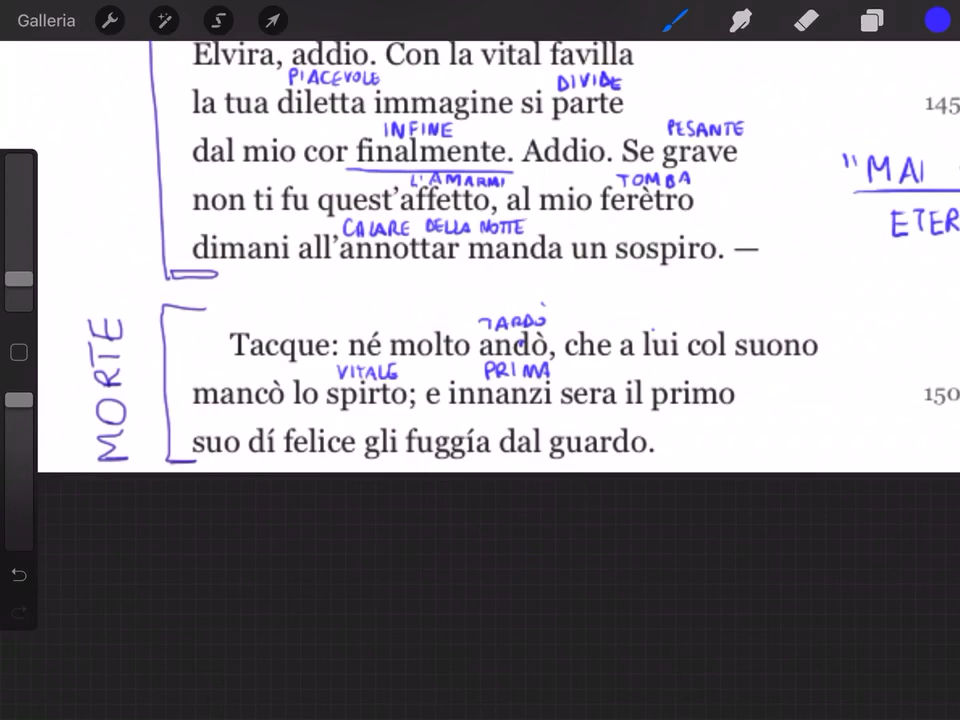 Galleria
Elvira, addio. Con la vital favilla
PIACEVOLE DIVIDE
la tua diletta immagine si parte
145
INFINE PESANTE
dal mio cor finalmente. Addio. Se grave
"MAI
L'AMARMI TOMBA
non ti fu quest'affetto, al mio ferètro
ETER
CALARE DELLA NOTTE
dimani all'annottar manda un sospiro. —
MORTE
TARDÒ
Tacque: né molto andò, che a lui col suono
VITALE PRIMA
mancò lo spirto; e innanzi sera il primo
150
suo dí felice gli fuggía dal guardo.